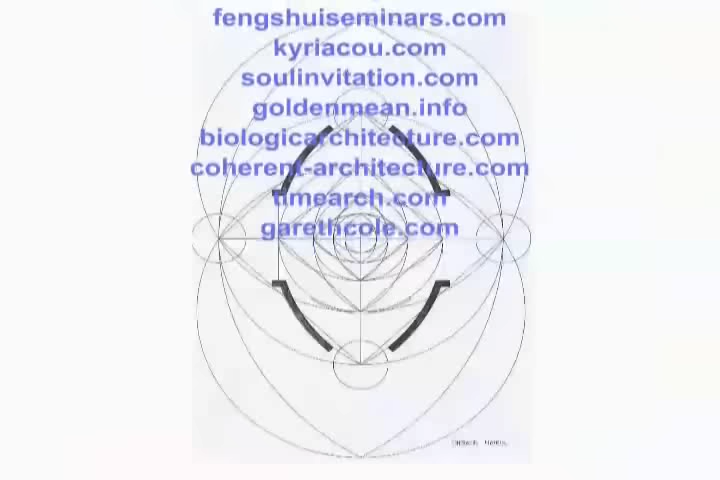 fengshuiseminars.com
kyriacou.com
soulinvitation.com
goldenmean.info
biologicarchitecture.com
coherent-architecture.com
timearch.com
garethcole.com